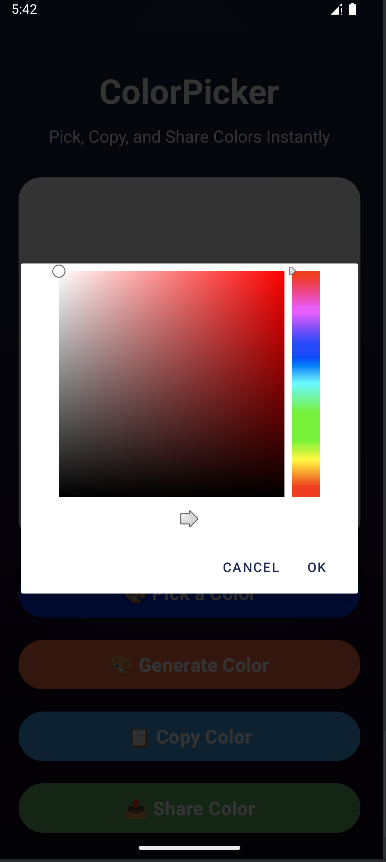 5:42
ColorPicker
Pick, Copy, and Share Colors Instantly
CANCEL OK
Pick a Color
Generate Color
Copy Color
Share Color